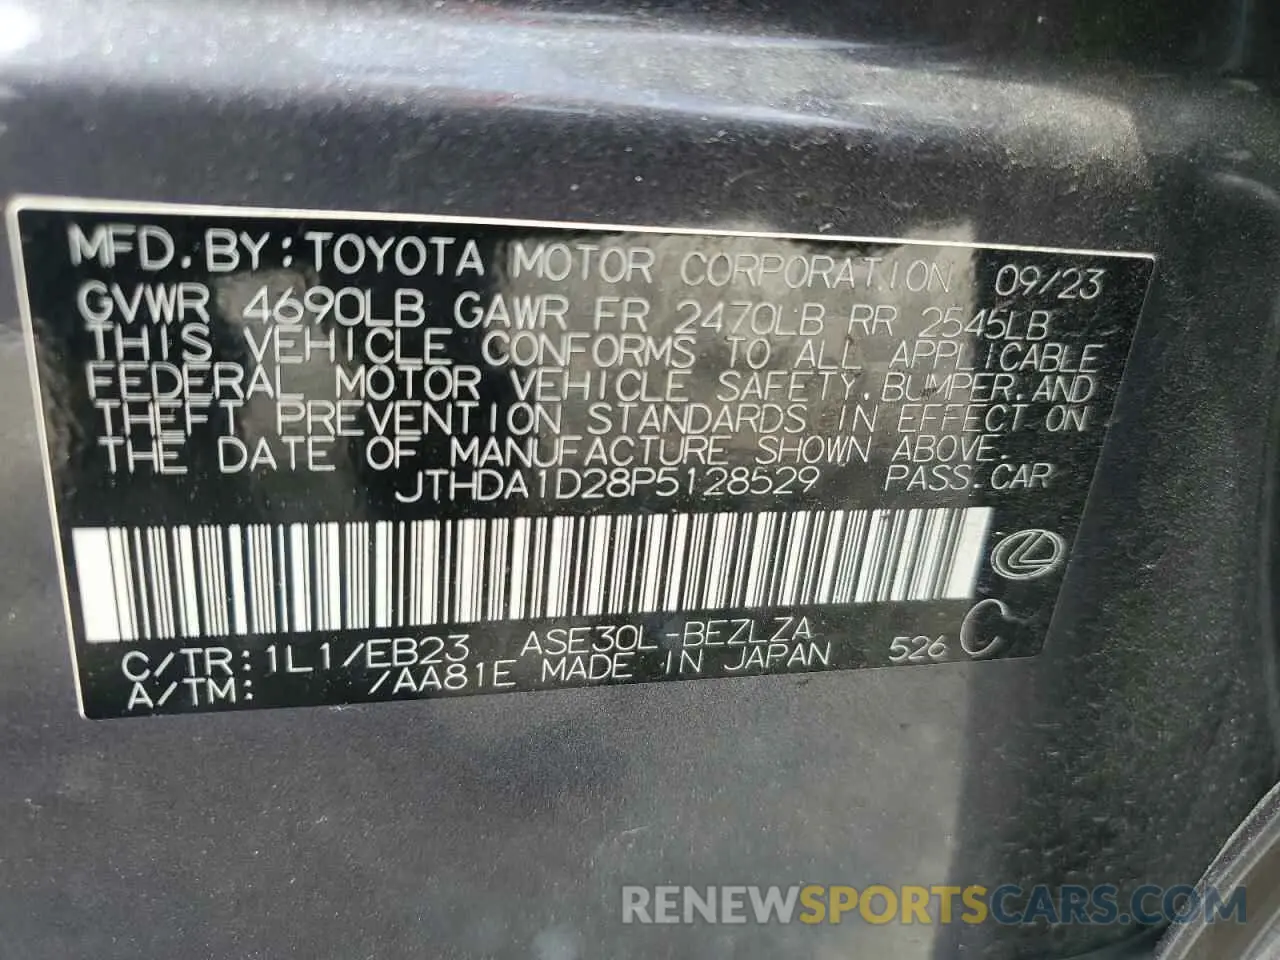 MFD. BY: TOYOTA MOTOR CORPORATION 09/23
GVWR 4690LB GAWR FR 2470LB RR 2545LB
THIS VEHICLE CONFORMS TO ALL APPLICABLE
FEDERAL MOTOR VEHICLE SAFETY, BUMPER, AND
THEFT PREVENTION STANDARDS IN EFFECT ON
THE DATE OF MANUFACTURE SHOWN ABOVE.
JTHDA1D28P5128529 PASS. CAR
C/TR: 1L1/EB23 ASE30L-BEZLZA 526 C
A/TM: /AA81E MADE IN JAPAN
RENEWSPORTSCARS.COM